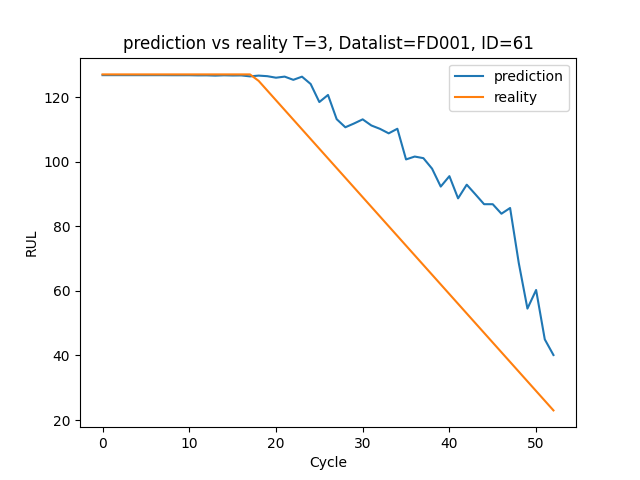 prediction vs reality T=3, Datalist=FD001, ID=61
prediction
reality
RUL
120
100
80
60
40
20
0 10 20 30 40 50
Cycle